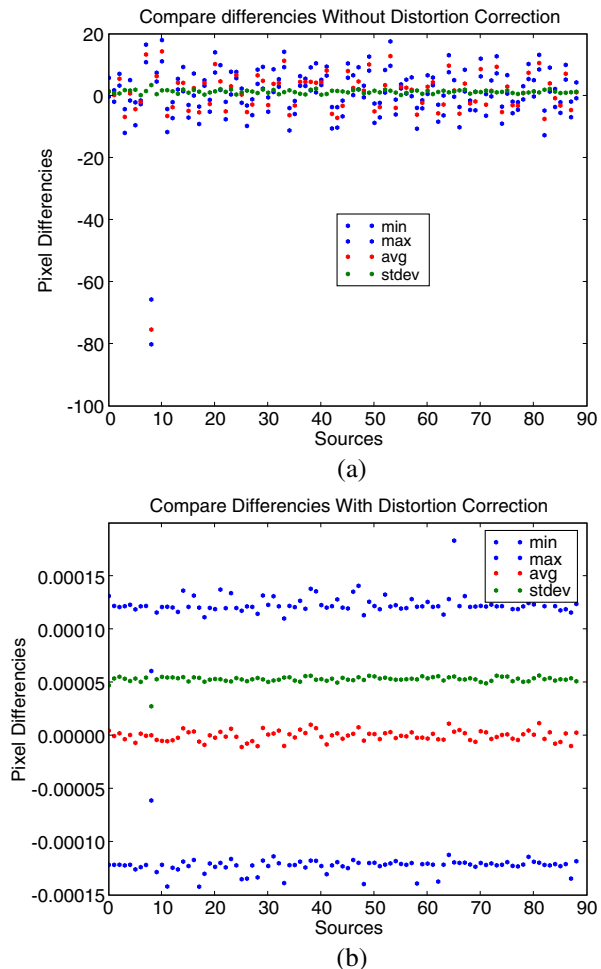 Compare differencies Without Distortion Correction
20
0
-20
-40
-60
-80
-100
Pixel Differencies
min
max
avg
stdev
0 10 20 30 40 50 60 70 80 90
Sources
(a)
Compare Differencies With Distortion Correction
min
max
avg
stdev
0.00015
0.00010
0.00005
0.00000
-0.00005
-0.00010
-0.00015
Pixel Differencies
0 10 20 30 40 50 60 70 80 90
Sources
(b)